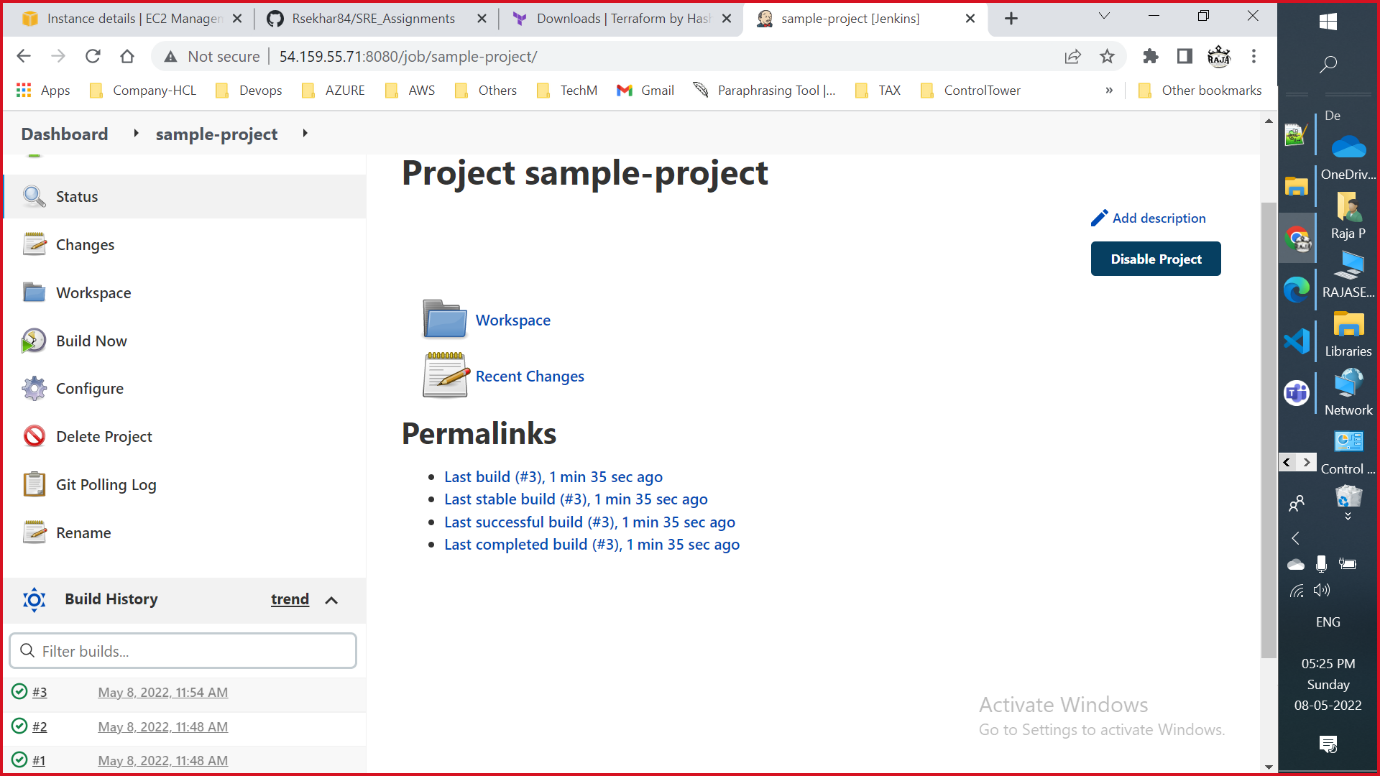 Instance details | EC2 Managem
Rsekhar84/SRE_Assignments
Downloads | Terraform by Hash
sample-project [Jenkins]
Not secure
54.159.55.71:8080/job/sample-project/
RAJA
Apps
Company-HCL
Devops
AZURE
AWS
Others
TechM
Gmail
Paraphrasing Tool |...
TAX
ControlTower
»
Other bookmarks
Dashboard
sample-project
Status
Changes
Workspace
Build Now
Configure
Delete Project
Git Polling Log
Rename
Build History
trend
Filter builds...
#3
May 8, 2022, 11:54 AM
#2
May 8, 2022, 11:48 AM
#1
May 8, 2022, 11:48 AM
Project sample-project
Add description
Disable Project
Workspace
Recent Changes
Permalinks
Last build (#3), 1 min 35 sec ago
Last stable build (#3), 1 min 35 sec ago
Last successful build (#3), 1 min 35 sec ago
Last completed build (#3), 1 min 35 sec ago
Activate Windows
Go to Settings to activate Windows.
De
OneDriv...
Raja P
RAJASE...
Libraries
Network
Control ...
ENG
05:25 PM
Sunday
08-05-2022